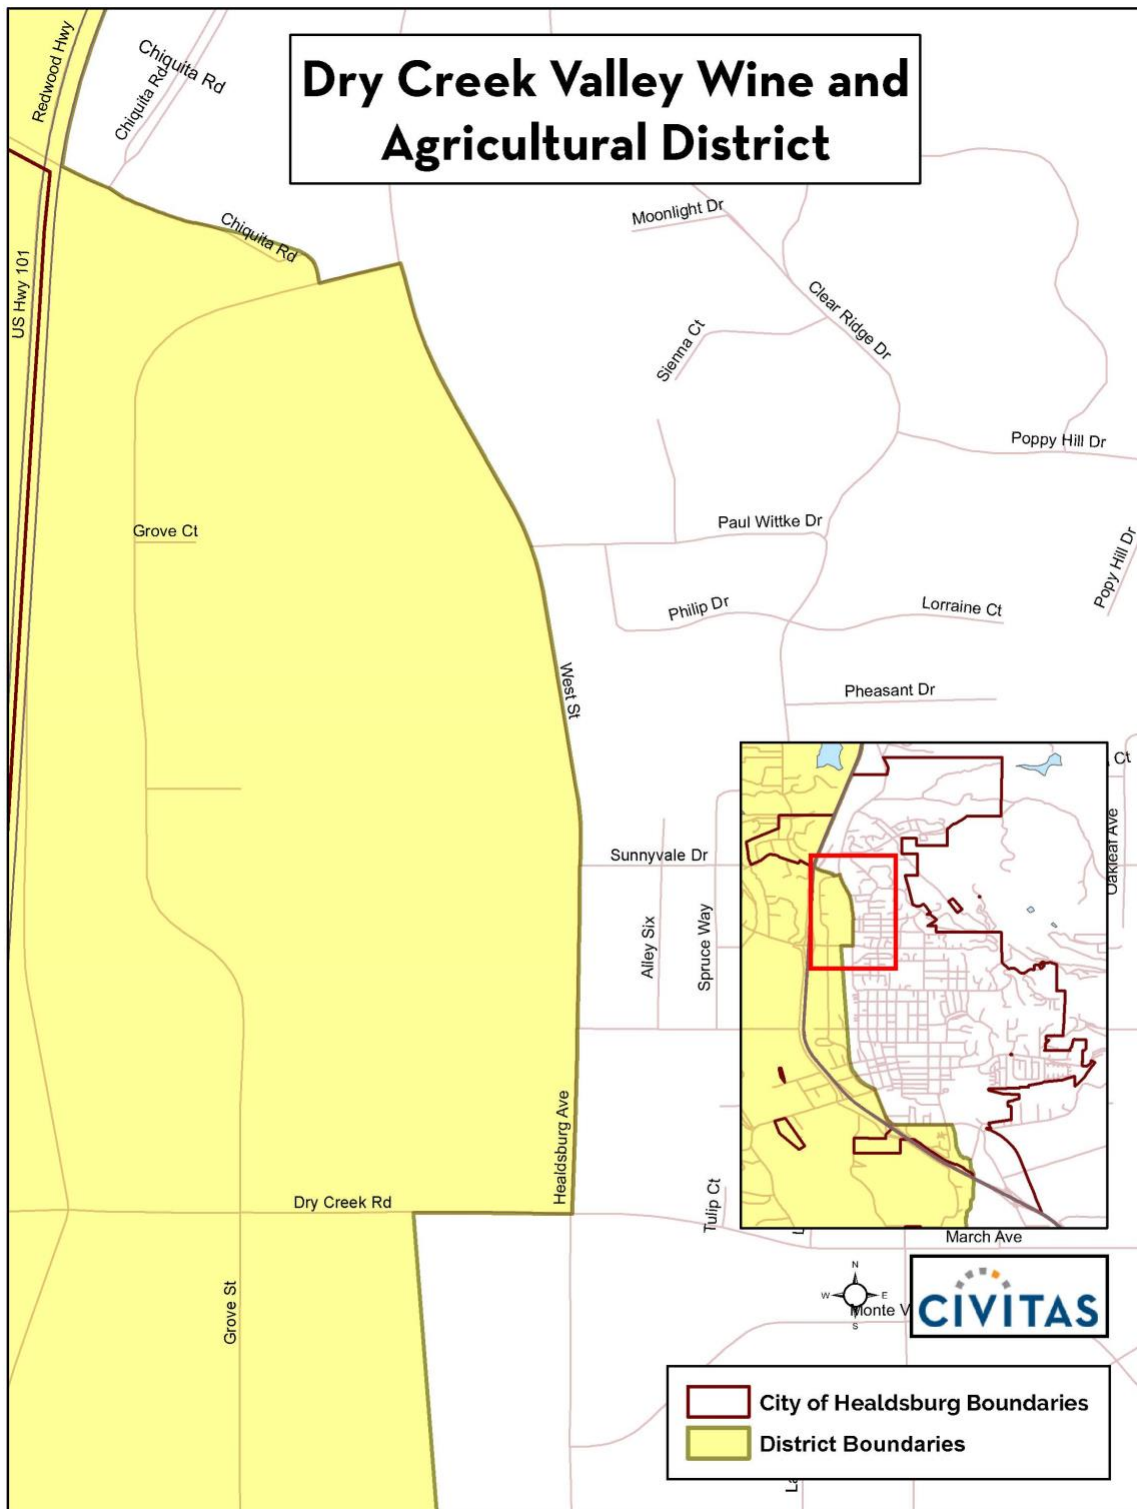 Dry Creek Valley Wine and
Agricultural District
Redwood Hwy
Chiquita Rd
Chiquita Rd
US Hwy 101
Chiquita Rd
Moonlight Dr
Clear Ridge Dr
Sienna Ct
Poppy Hill Dr
Paul Wittke Dr
Grove Ct
Popy Hill Dr
Philip Dr
Lorraine Ct
West St
Pheasant Dr
Ct
Oakleaf Ave
Sunnyvale Dr
Alley Six
Spruce Way
Healdsburg Ave
Dry Creek Rd
Tulip Ct
L
March Ave
Grove St
N
W
E
S
Monte V
CIVITAS
City of Healdsburg Boundaries
District Boundaries
La